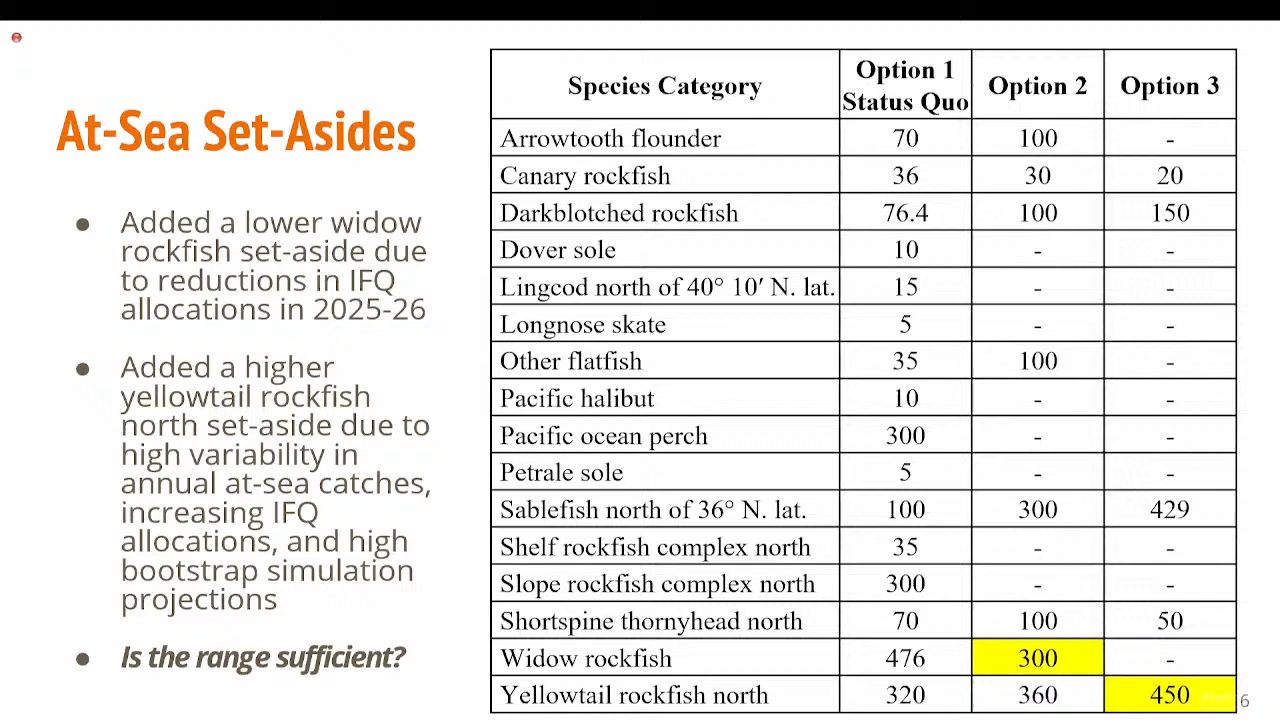 At-Sea Set-Asides
● Added a lower widow
rockfish set-aside due
to reductions in IFQ
allocations in 2025-26
● Added a higher
yellowtail rockfish
north set-aside due to
high variability in
annual at-sea catches,
increasing IFQ
allocations, and high
bootstrap simulation
projections
● Is the range sufficient?
Species Category Option 1 Status Quo Option 2 Option 3
Arrowtooth flounder 70 100 -
Canary rockfish 36 30 20
Darkblotched rockfish 76.4 100 150
Dover sole 10 - -
Lingcod north of 40° 10′ N. lat. 15 - -
Longnose skate 5 - -
Other flatfish 35 100 -
Pacific halibut 10 - -
Pacific ocean perch 300 - -
Petrale sole 5 - -
Sablefish north of 36° N. lat. 100 300 429
Shelf rockfish complex north 35 - -
Slope rockfish complex north 300 - -
Shortspine thornyhead north 70 100 50
Widow rockfish 476 300 -
Yellowtail rockfish north 320 360 450
6